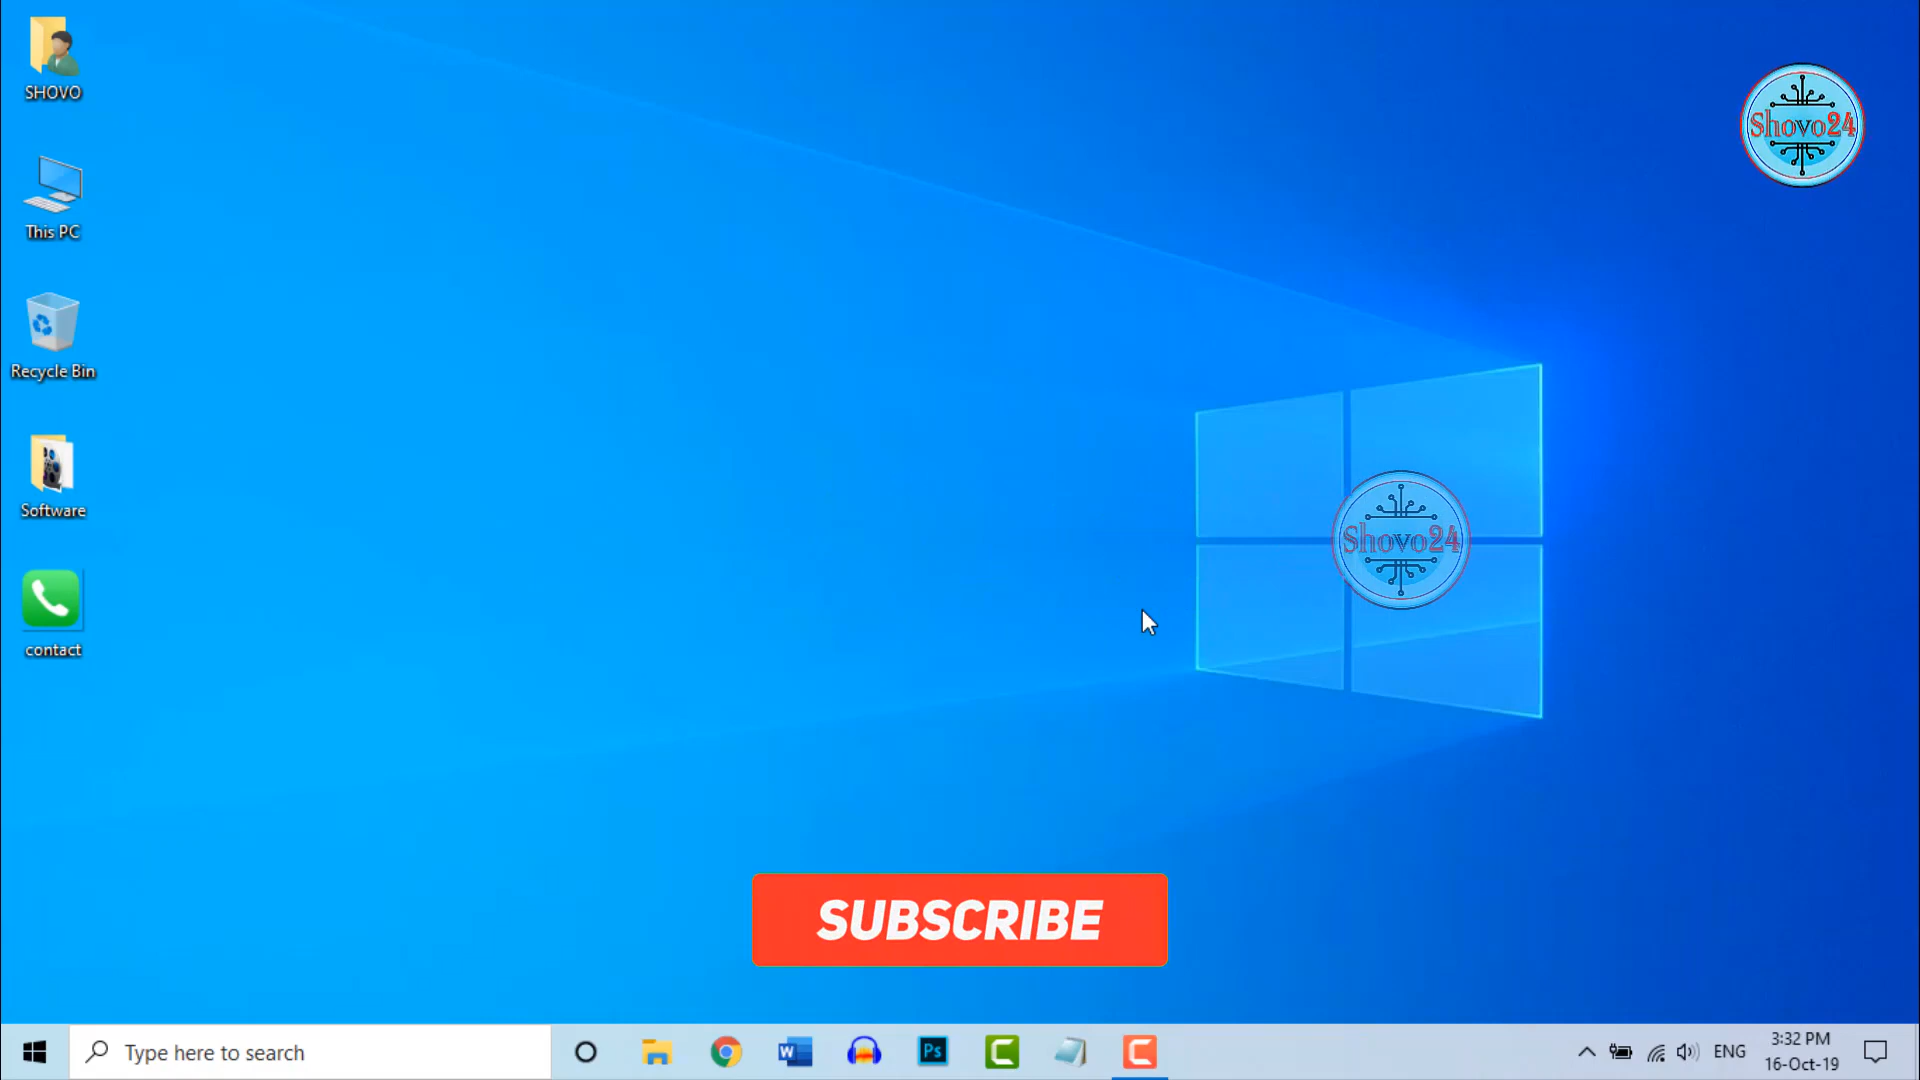 SHOVO
Shovo24
This PC
Recycle Bin
Software
Shovo24
contact
SUBSCRIBE
Type here to search
W
Ps
C
C
ENG
3:32 PM
16-Oct-19